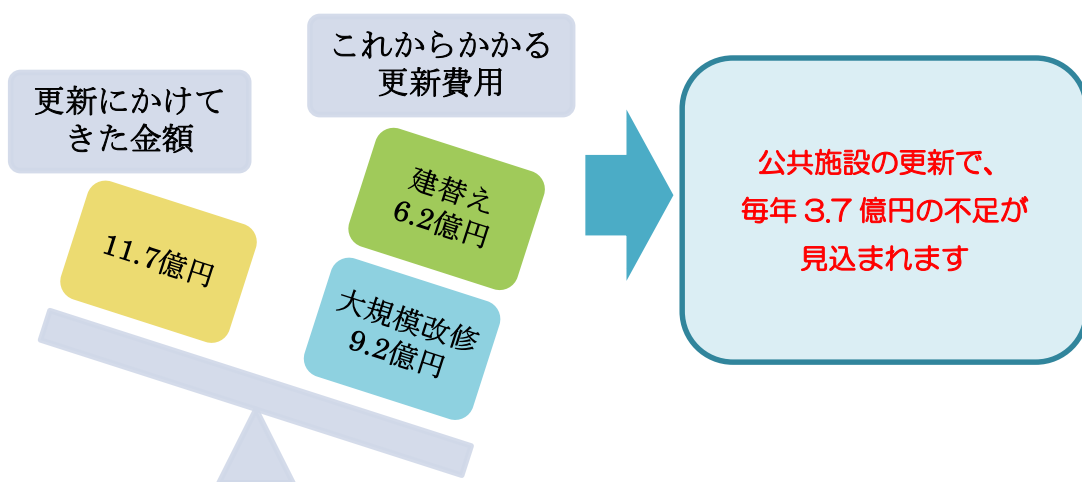 更新にかけて
きた金額
これからかかる
更新費用
11.7億円
建替え
6.2億円
大規模改修
9.2億円
公共施設の更新で、
毎年 3.7 億円の不足が
見込まれます